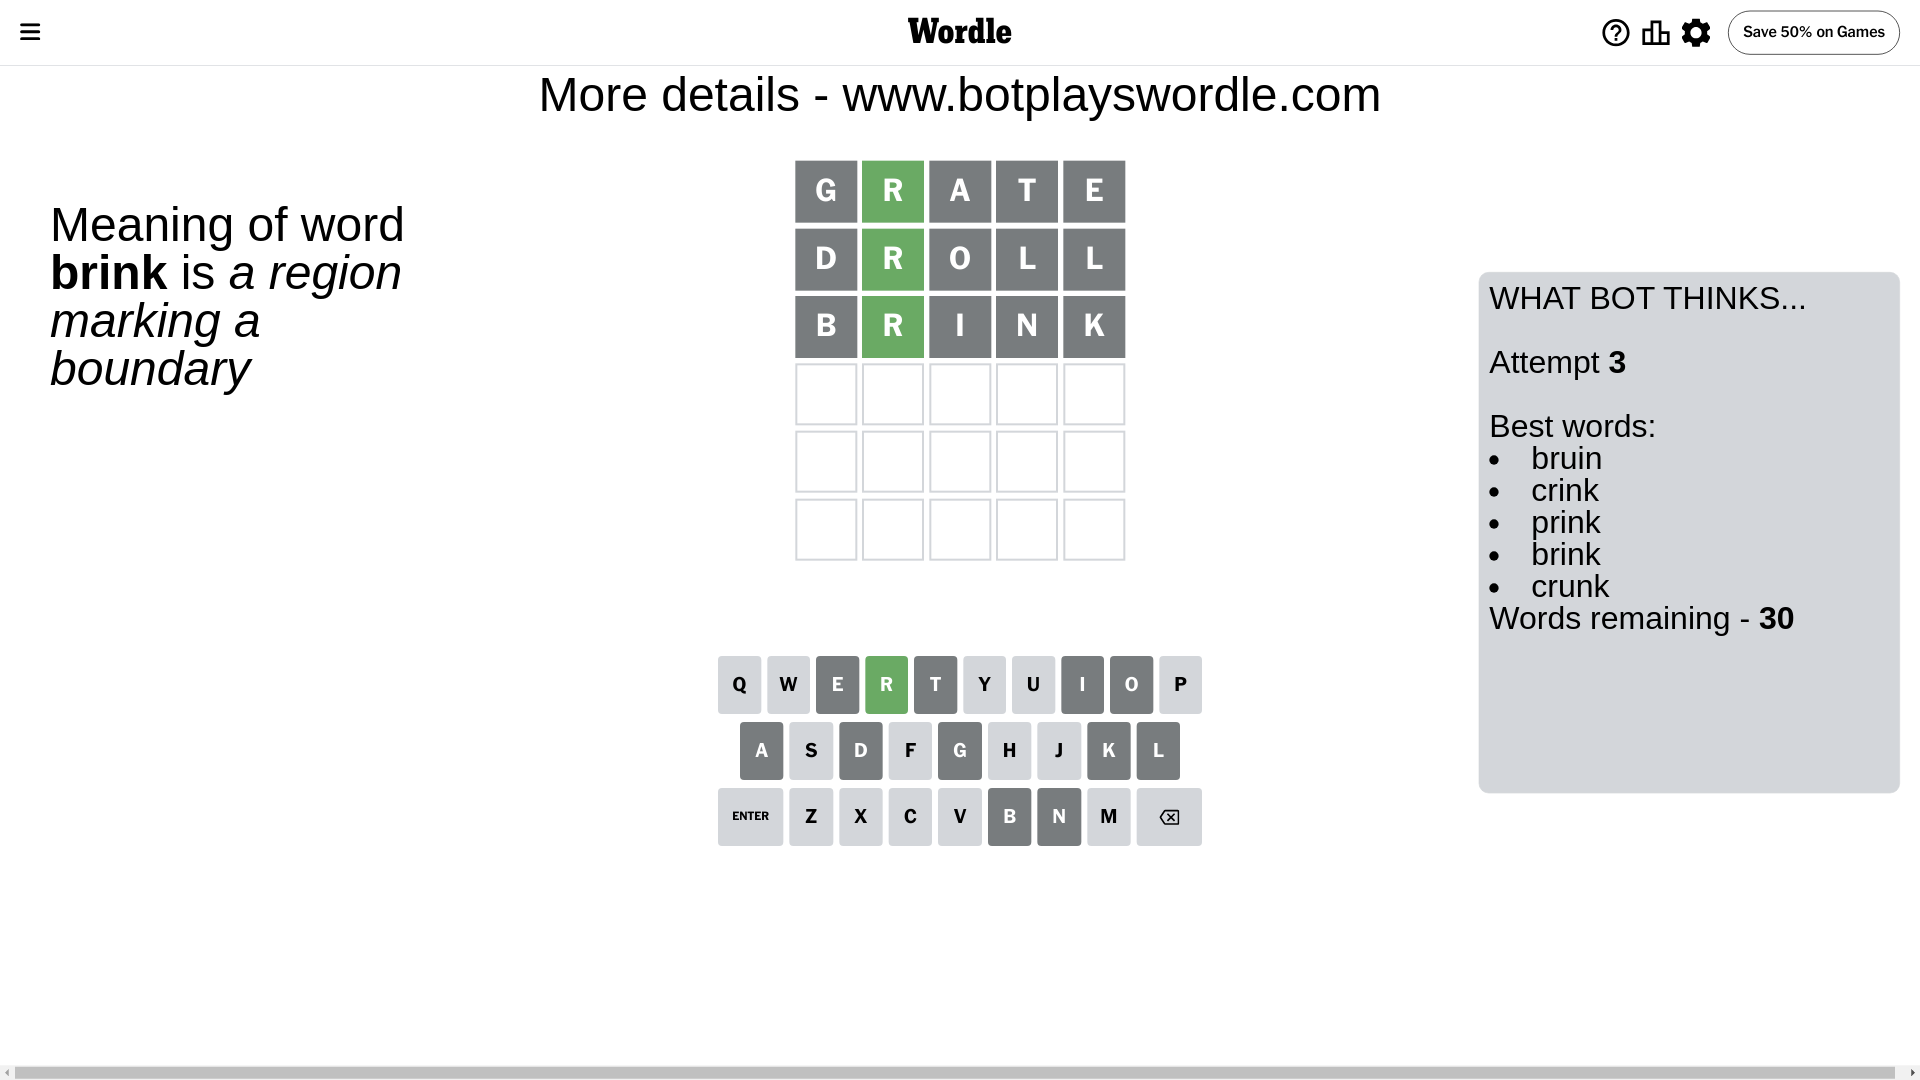 Wordle
Save 50% on Games
More details - www.botplayswordle.com
Meaning of word
brink is a region
marking a
boundary
G R A T E
D R O L L
B R I N K
WHAT BOT THINKS...
Attempt 3
Best words:
• bruin
• crink
• prink
• brink
• crunk
Words remaining - 30
Q W E R T Y U I O P
A S D F G H J K L
ENTER Z X C V B N M